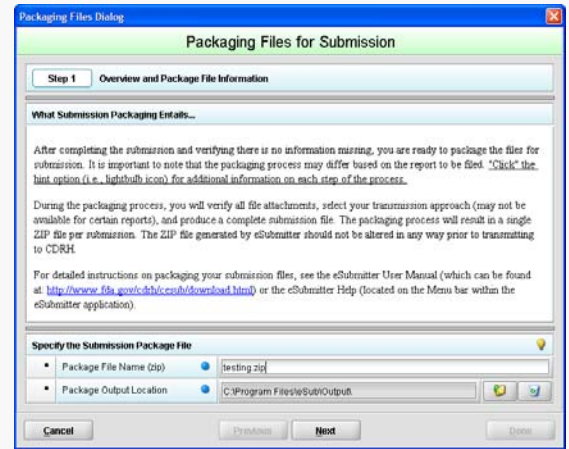 Packaging Files Dialog
Packaging Files for Submission
Step 1 Overview and Package File Information
What Submission Packaging Entails...
After completing the submission and verifying there is no information missing, you are ready to package the files for
submission. It is important to note that the packaging process may differ based on the report to be filed. "Click" the
hint option (i.e., lightbulb icon) for additional information on each step of the process.
During the packaging process, you will verify all file attachments, select your transmission approach (may not be
available for certain reports), and produce a complete submission file. The packaging process will result in a single
ZIP file per submission. The ZIP file generated by eSubmitter should not be altered in any way prior to transmitting
to CDRH.
For detailed instructions on packaging your submission files, see the eSubmitter User Manual (which can be found
at: http://www.fda.gov/cdrh/cesub/download.html) or the eSubmitter Help (located on the Menu bar within the
eSubmitter application).
Specify the Submission Package File
• Package File Name (zip) testing.zip
• Package Output Location C:\Program Files\eSub\Output\
Cancel Previous Next Done